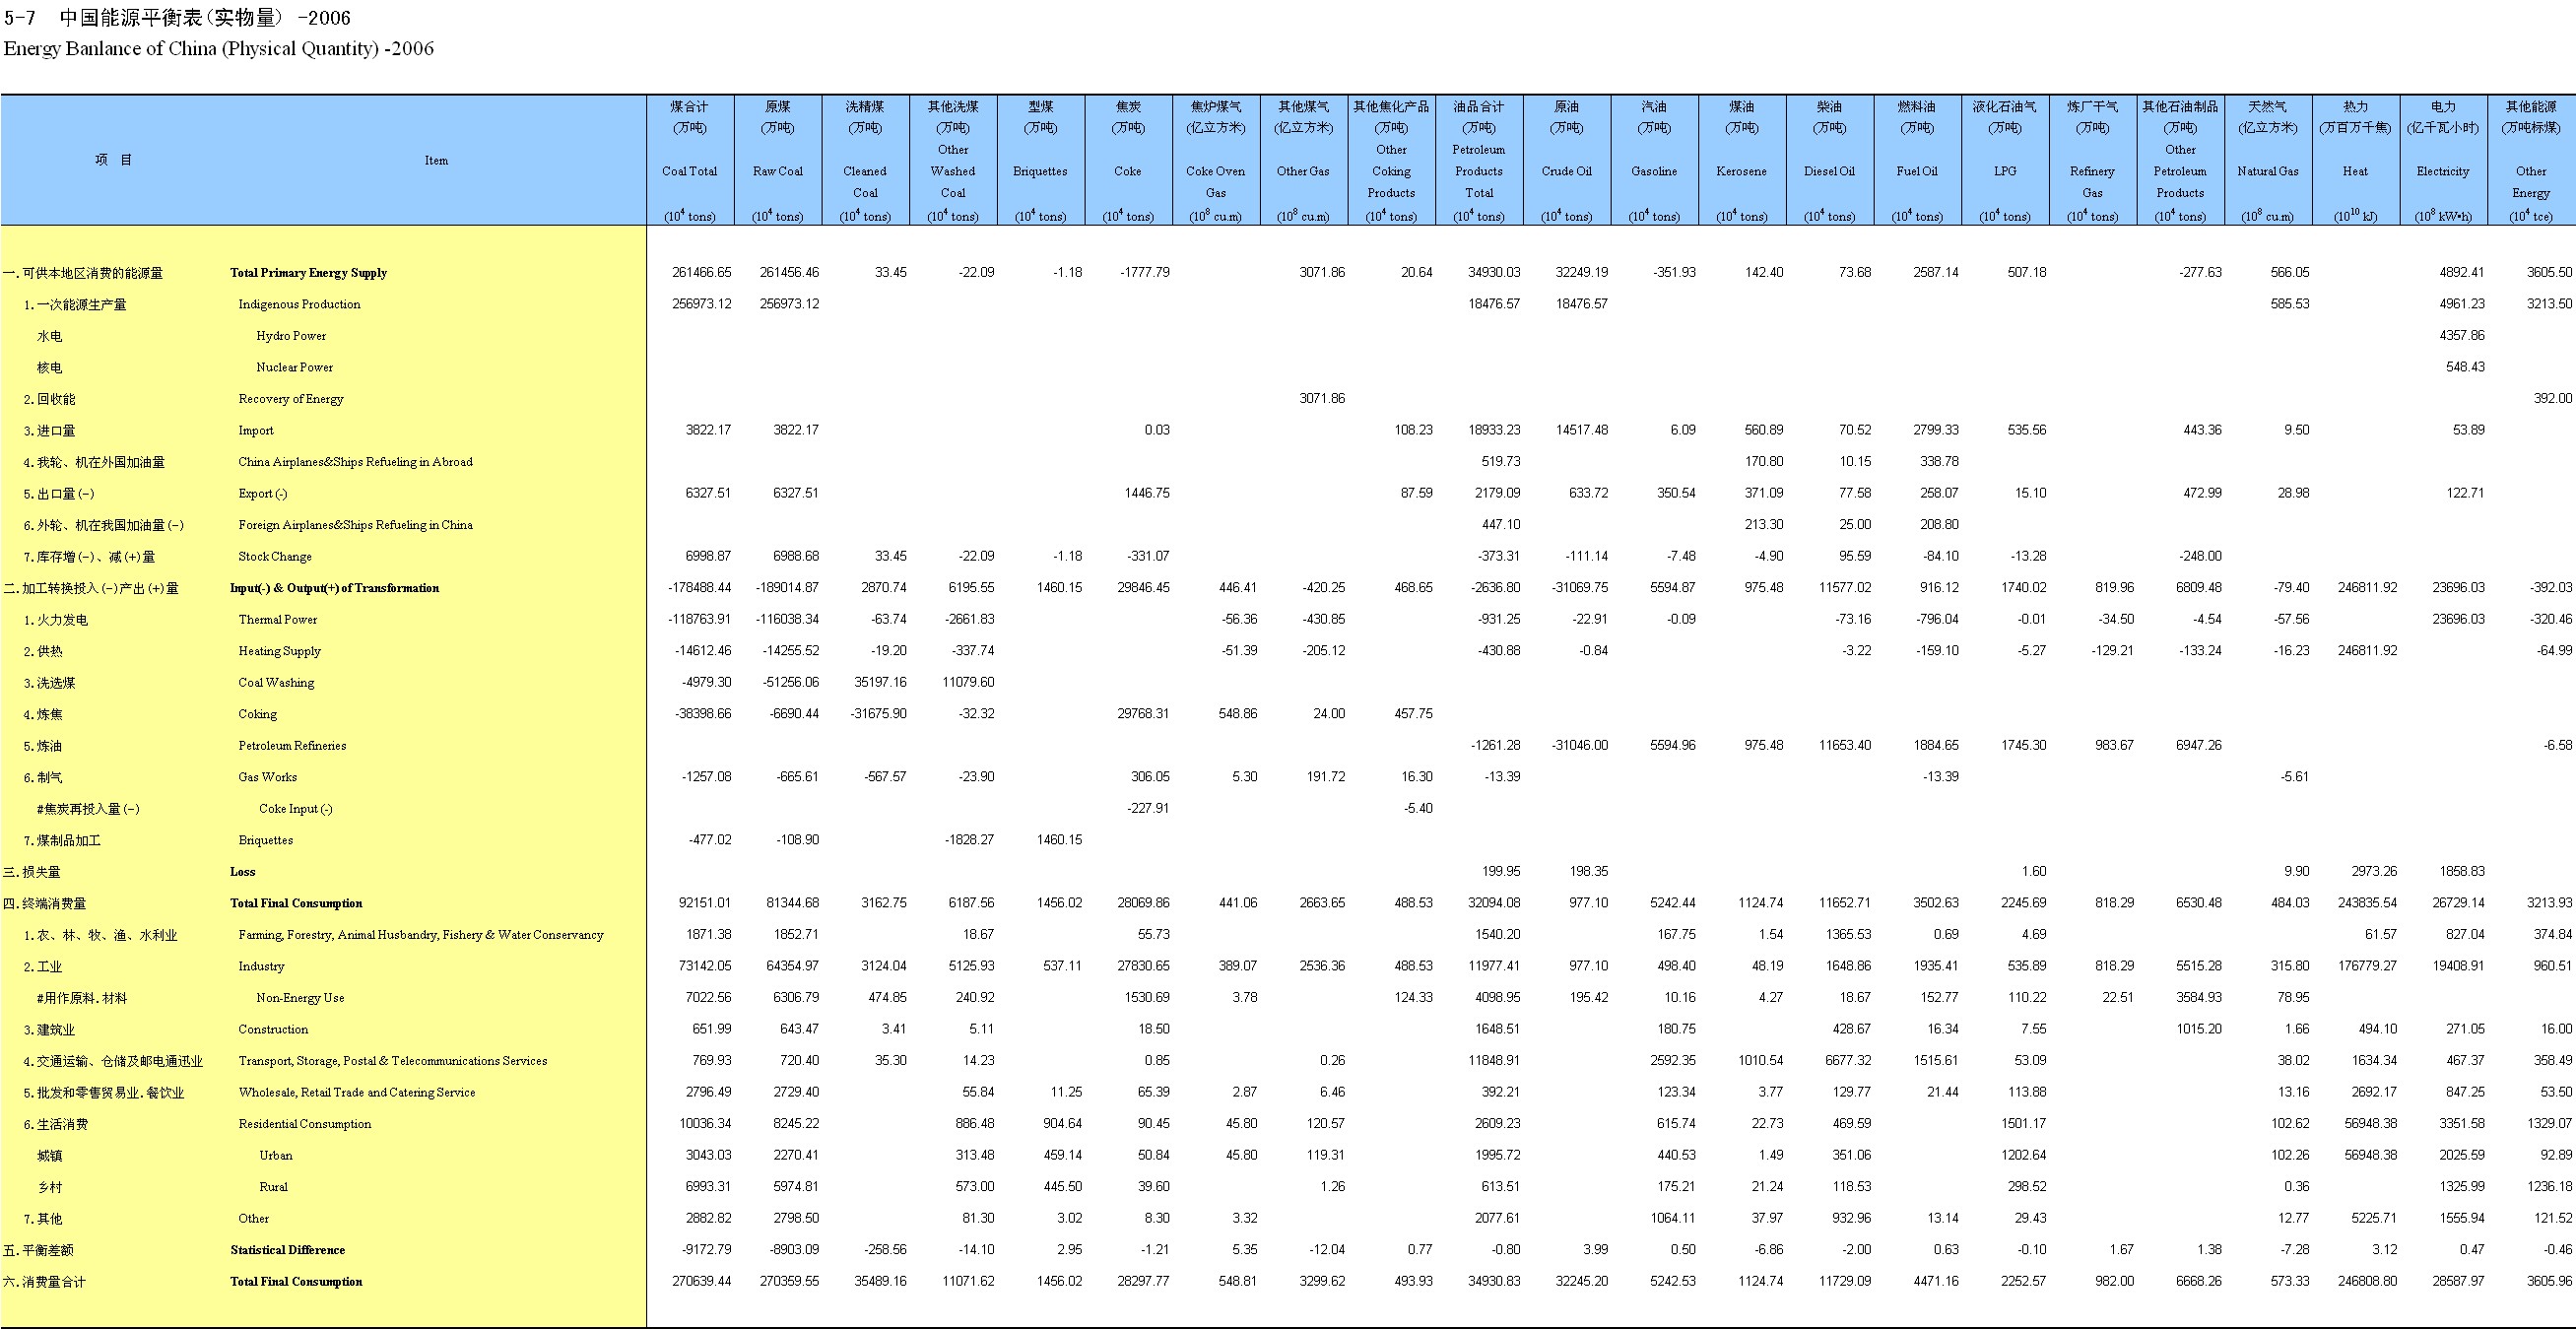 5-7 中国能源平衡表(实物量) -2006
Energy Banlance of China (Physical Quantity) -2006
项 目 Item 煤合计 (万吨) Coal Total (10⁴ tons) 原煤 (万吨) Raw Coal (10⁴ tons) 洗精煤 (万吨) Cleaned Coal (10⁴ tons) 其他洗煤 (万吨) Other Washed Coal (10⁴ tons) 型煤 (万吨) Briquettes (10⁴ tons) 焦炭 (万吨) Coke (10⁴ tons) 焦炉煤气 (亿立方米) Coke Oven Gas (10⁸ cu.m) 其他煤气 (亿立方米) Other Gas (10⁸ cu.m) 其他焦化产品 (万吨) Other Coking Products (10⁴ tons) 油品合计 (万吨) Petroleum Products Total (10⁴ tons) 原油 (万吨) Crude Oil (10⁴ tons) 汽油 (万吨) Gasoline (10⁴ tons) 煤油 (万吨) Kerosene (10⁴ tons) 柴油 (万吨) Diesel Oil (10⁴ tons) 燃料油 (万吨) Fuel Oil (10⁴ tons) 液化石油气 (万吨) LPG (10⁴ tons) 炼厂干气 (万吨) Refinery Gas (10⁴ tons) 其他石油制品 (万吨) Other Petroleum Products (10⁴ tons) 天然气 (亿立方米) Natural Gas (10⁸ cu.m) 热力 (万百万千焦) Heat (10¹⁰ kJ) 电力 (亿千瓦小时) Electricity (10⁸ kW•h) 其他能源 (万吨标煤) Other Energy (10⁴ tce)
一.可供本地区消费的能源量 Total Primary Energy Supply 261466.65 261456.46 33.45 -22.09 -1.18 -1777.79 3071.86 20.64 34930.03 32249.19 -351.93 142.40 73.68 2587.14 507.18 -277.63 566.05 4892.41 3605.50
1.一次能源生产量 Indigenous Production 256973.12 256973.12 18476.57 18476.57 585.53 4961.23 3213.50
水电 Hydro Power 4357.86
核电 Nuclear Power 548.43
2.回收能 Recovery of Energy 3071.86 392.00
3.进口量 Import 3822.17 3822.17 0.03 108.23 18933.23 14517.48 6.09 560.89 70.52 2799.33 535.56 443.36 9.50 53.89
4.我轮、机在外国加油量 China Airplanes&Ships Refueling in Abroad 519.73 170.80 10.15 338.78
5.出口量(-) Export (-) 6327.51 6327.51 1446.75 87.59 2179.09 633.72 350.54 371.09 77.58 258.07 15.10 472.99 28.98 122.71
6.外轮、机在我国加油量(-) Foreign Airplanes&Ships Refueling in China 447.10 213.30 25.00 208.80
7.库存增(-)、减(+)量 Stock Change 6998.87 6988.68 33.45 -22.09 -1.18 -331.07 -373.31 -111.14 -7.48 -4.90 95.59 -84.10 -13.28 -248.00
二.加工转换投入(-)产出(+)量 Input(-) & Output(+) of Transformation -178488.44 -189014.87 2870.74 6195.55 1460.15 29846.45 446.41 -420.25 468.65 -2636.80 -31069.75 5594.87 975.48 11577.02 916.12 1740.02 819.96 6809.48 -79.40 246811.92 23696.03 -392.03
1.火力发电 Thermal Power -118763.91 -116038.34 -63.74 -2661.83 -56.36 -430.85 -931.25 -22.91 -0.09 -73.16 -796.04 -0.01 -34.50 -4.54 -57.56 23696.03 -320.46
2.供热 Heating Supply -14612.46 -14255.52 -19.20 -337.74 -51.39 -205.12 -430.88 -0.84 -3.22 -159.10 -5.27 -129.21 -133.24 -16.23 246811.92 -64.99
3.洗选煤 Coal Washing -4979.30 -51256.06 35197.16 11079.60
4.炼焦 Coking -38398.66 -6690.44 -31675.90 -32.32 29768.31 548.86 24.00 457.75
5.炼油 Petroleum Refineries -1261.28 -31046.00 5594.96 975.48 11653.40 1884.65 1745.30 983.67 6947.26 -6.58
6.制气 Gas Works -1257.08 -665.61 -567.57 -23.90 306.05 5.30 191.72 16.30 -13.39 -13.39 -5.61
#焦炭再投入量(-) Coke Input (-) -227.91 -5.40
7.煤制品加工 Briquettes -477.02 -108.90 -1828.27 1460.15
三.损失量 Loss 199.95 198.35 1.60 9.90 2973.26 1858.83
四.终端消费量 Total Final Consumption 92151.01 81344.68 3162.75 6187.56 1456.02 28069.86 441.06 2663.65 488.53 32094.08 977.10 5242.44 1124.74 11652.71 3502.63 2245.69 818.29 6530.48 484.03 243835.54 26729.14 3213.93
1.农、林、牧、渔、水利业 Farming, Forestry, Animal Husbandry, Fishery & Water Conservancy 1871.38 1852.71 18.67 55.73 1540.20 167.75 1.54 1365.53 0.69 4.69 61.57 827.04 374.84
2.工业 Industry 73142.05 64354.97 3124.04 5125.93 537.11 27830.65 389.07 2536.36 488.53 11977.41 977.10 498.40 48.19 1648.86 1935.41 535.89 818.29 5515.28 315.80 176779.27 19408.91 960.51
#用作原料.材料 Non-Energy Use 7022.56 6306.79 474.85 240.92 1530.69 3.78 124.33 4098.95 195.42 10.16 4.27 18.67 152.77 110.22 22.51 3584.93 78.95
3.建筑业 Construction 651.99 643.47 3.41 5.11 18.50 1648.51 180.75 428.67 16.34 7.55 1015.20 1.66 494.10 271.05 16.00
4.交通运输、仓储及邮电通迅业 Transport, Storage, Postal & Telecommunications Services 769.93 720.40 35.30 14.23 0.85 0.26 11848.91 2592.35 1010.54 6677.32 1515.61 53.09 38.02 1634.34 467.37 358.49
5.批发和零售贸易业.餐饮业 Wholesale, Retail Trade and Catering Service 2796.49 2729.40 55.84 11.25 65.39 2.87 6.46 392.21 123.34 3.77 129.77 21.44 113.88 13.16 2692.17 847.25 53.50
6.生活消费 Residential Consumption 10036.34 8245.22 886.48 904.64 90.45 45.80 120.57 2609.23 615.74 22.73 469.59 1501.17 102.62 56948.38 3351.58 1329.07
城镇 Urban 3043.03 2270.41 313.48 459.14 50.84 45.80 119.31 1995.72 440.53 1.49 351.06 1202.64 102.26 56948.38 2025.59 92.89
乡村 Rural 6993.31 5974.81 573.00 445.50 39.60 1.26 613.51 175.21 21.24 118.53 298.52 0.36 1325.99 1236.18
7.其他 Other 2882.82 2798.50 81.30 3.02 8.30 3.32 2077.61 1064.11 37.97 932.96 13.14 29.43 12.77 5225.71 1555.94 121.52
五.平衡差额 Statistical Difference -9172.79 -8903.09 -258.56 -14.10 2.95 -1.21 5.35 -12.04 0.77 -0.80 3.99 0.50 -6.86 -2.00 0.63 -0.10 1.67 1.38 -7.28 3.12 0.47 -0.46
六.消费量合计 Total Final Consumption 270639.44 270359.55 35489.16 11071.62 1456.02 28297.77 548.81 3299.62 493.93 34930.83 32245.20 5242.53 1124.74 11729.09 4471.16 2252.57 982.00 6668.26 573.33 246808.80 28587.97 3605.96